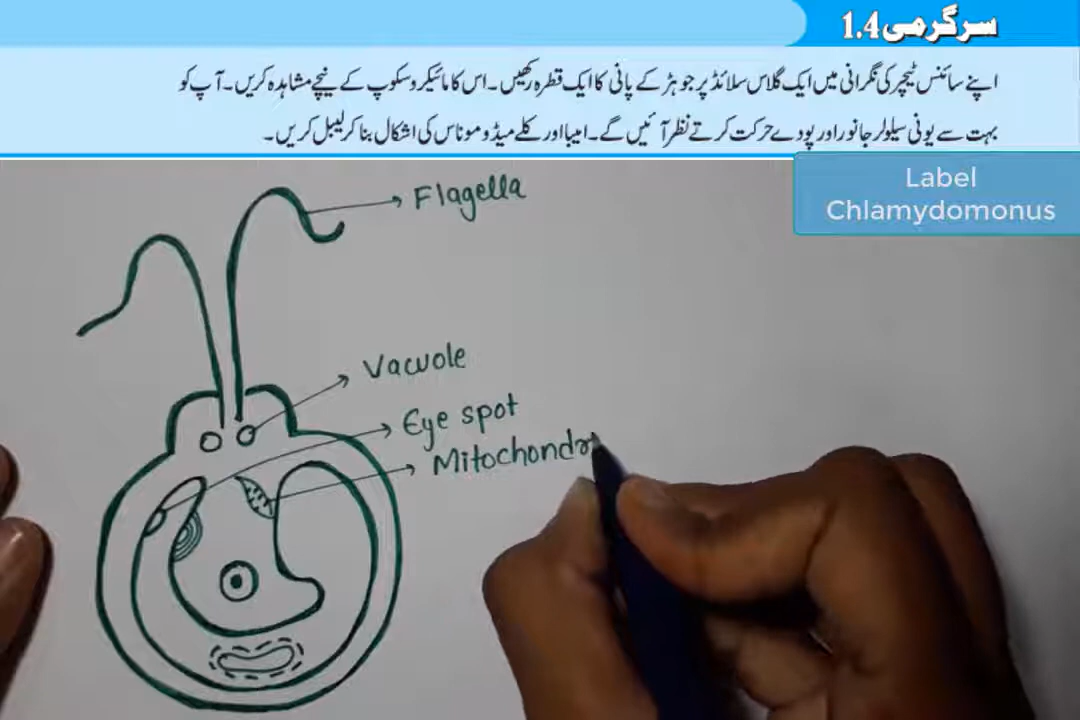 سرگرمی 1.4
اپنے سائنس ٹیچر کی نگرانی میں ایک گلاس سلائڈ پر جوہڑ کے پانی کا ایک قطرہ رکھیں۔ اس کا مائیکروسکوپ کے نیچے مشاہدہ کریں۔ آپ کو
بہت سے یونی سیلولر جانور اور پودے حرکت کرتے نظر آئیں گے۔ امیبا اور کلے میڈوموناس کی اشکال بنا کر لیبل کریں۔
Label
Chlamydomonus
Flagella
Vacuole
Eye spot
Mitochondr